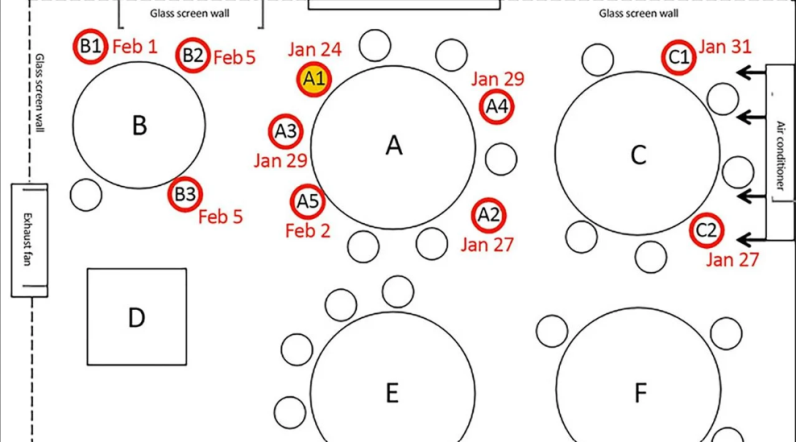 Glass screen wall
Glass screen wall
Glass screen wall
B1 Feb 1
B2 Feb 5
Jan 24
A1
Jan 31
C1
Jan 29
A4
B
A3
Jan 29
A
C
Air conditioner
B3
Feb 5
A5
Feb 2
A2
Jan 27
C2
Jan 27
Exhaust fan
D
E
F